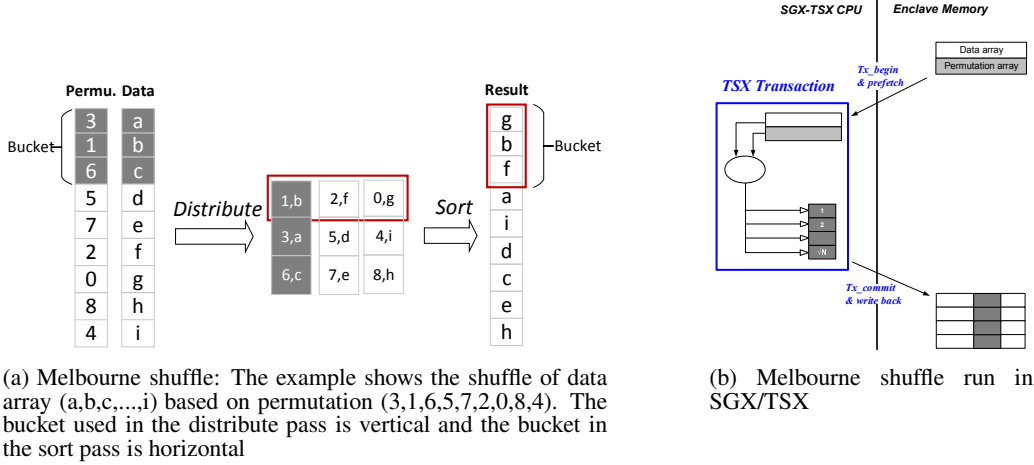 SGX-TSX CPU
Enclave Memory
Data array
Permutation array
Tx_begin
& prefetch
TSX Transaction
1
2
√N
Tx_commit
& write back
Permu. Data
Result
3 a
1 b
6 c
5 d
7 e
2 f
0 g
8 h
4 i
Bucket
Distribute
1,b 2,f 0,g
3,a 5,d 4,i
6,c 7,e 8,h
Sort
g
b
f
a
i
d
c
e
h
Bucket
(a) Melbourne shuffle: The example shows the shuffle of data
array (a,b,c,...,i) based on permutation (3,1,6,5,7,2,0,8,4). The
bucket used in the distribute pass is vertical and the bucket in
the sort pass is horizontal
(b) Melbourne shuffle run in
SGX/TSX